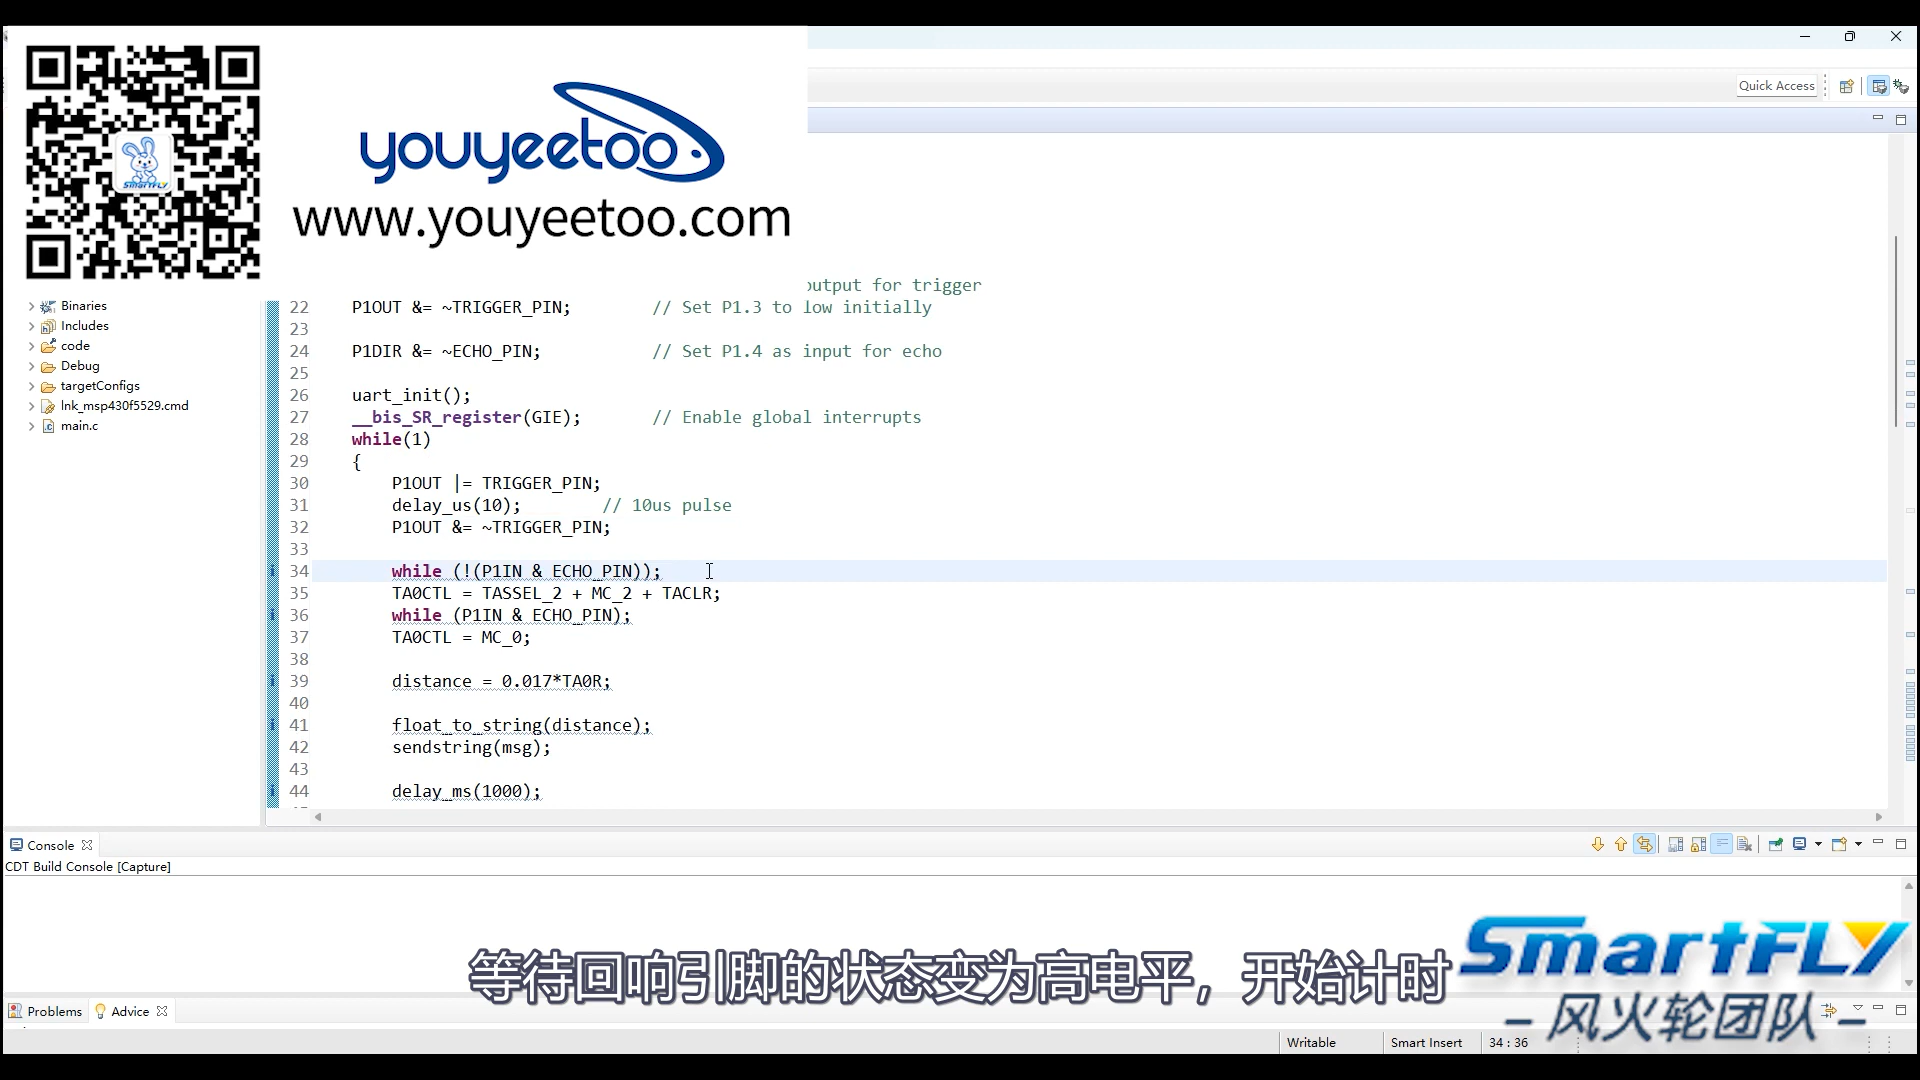 SmartFLY
youyeetoo
www.youyeetoo.com
Quick Access
Binaries
Includes
code
Debug
targetConfigs
lnk_msp430f5529.cmd
main.c
output for trigger
22 P1OUT &= ~TRIGGER_PIN; // Set P1.3 to low initially
23
24 P1DIR &= ~ECHO_PIN; // Set P1.4 as input for echo
25
26 uart_init();
27 __bis_SR_register(GIE); // Enable global interrupts
28 while(1)
29 {
30 P1OUT |= TRIGGER_PIN;
31 delay_us(10); // 10us pulse
32 P1OUT &= ~TRIGGER_PIN;
33
34 while (!(P1IN & ECHO_PIN));
35 TA0CTL = TASSEL_2 + MC_2 + TACLR;
36 while (P1IN & ECHO_PIN);
37 TA0CTL = MC_0;
38
39 distance = 0.017*TA0R;
40
41 float_to_string(distance);
42 sendstring(msg);
43
44 delay_ms(1000);
Console
CDT Build Console [Capture]
等待回响引脚的状态变为高电平，开始计时
SmartFLY
-风火轮团队-
Problems Advice
Writable Smart Insert 34 : 36